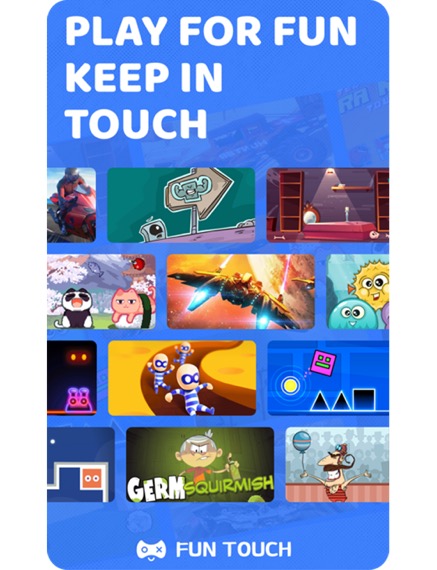 PLAY FOR FUN
KEEP IN
TOUCH
GERM SQUIRMISH
FUN TOUCH